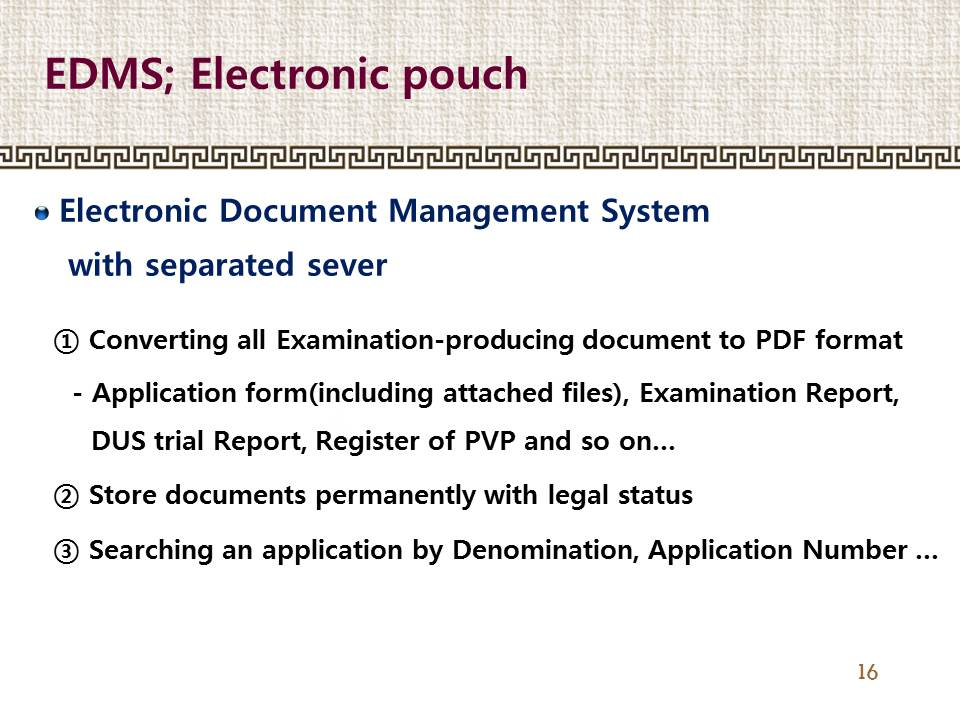 EDMS; Electronic pouch
Electronic Document Management System
with separated sever
① Converting all Examination-producing document to PDF format
- Application form(including attached files), Examination Report,
DUS trial Report, Register of PVP and so on...
② Store documents permanently with legal status
③ Searching an application by Denomination, Application Number ...
16